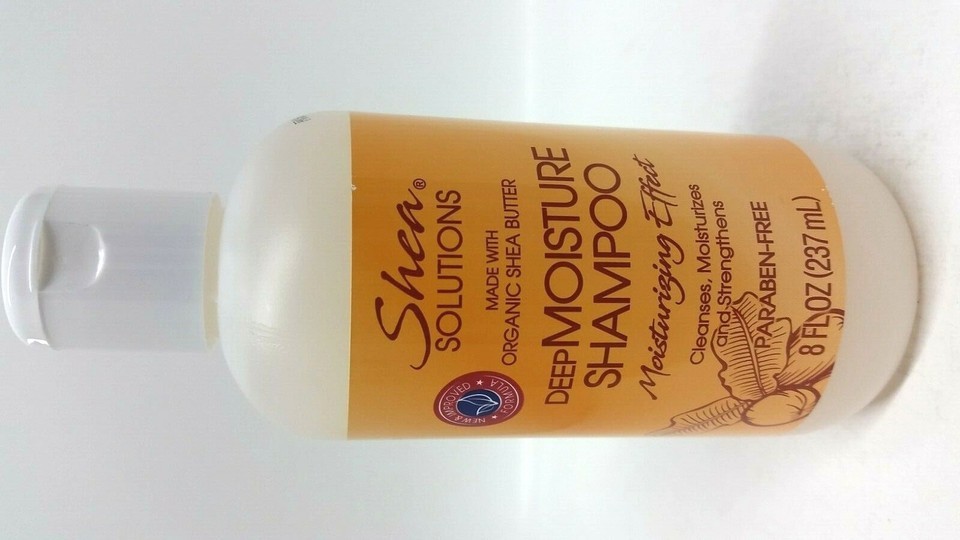 Shea®
SOLUTIONS
MADE WITH
ORGANIC SHEA BUTTER
NEW & IMPROVED
★ FORMULA ★
DEEP MOISTURE
SHAMPOO
Moisturizing Effect
Cleanses, Moisturizes
and Strengthens
PARABEN-FREE
8 FL OZ (237 mL)